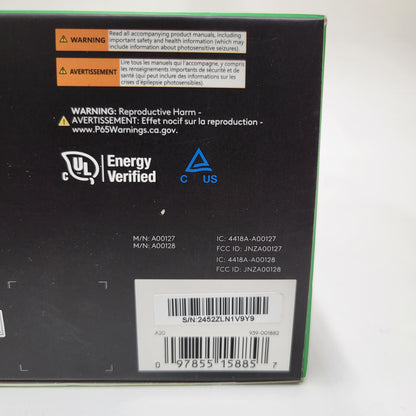 WARNING
Read all accompanying product manuals, including
important safety and health information (which may
include information about photosensitive seizures).
AVERTISSEMENT
Lire tous les manuels qui l'accompagne, y compris
les renseignements importants de sécurité et de
santé (qui peut inclure des informations sur les
crises d'épilepsie photosensibles).
WARNING: Reproductive Harm -
AVERTISSEMENT: Effet nocif sur la reproduction -
www.P65Warnings.ca.gov.
C UL
Energy
Verified
C US
M/N: A00127
M/N: A00128
IC: 4418A-A00127
FCC ID: JNZA00127
IC: 4418A-A00128
FCC ID: JNZA00128
S/N:2452ZLN1V9Y9
A20
939-001882
0 97855 15885 7